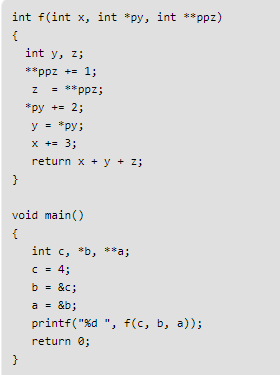 int f(int x, int *py, int **ppz)
{
  int y, z;
  **ppz += 1;
   z  = **ppz;
  *py += 2;
   y = *py;
   x += 3;
   return x + y + z;
}

void main()
{
   int c, *b, **a;
   c = 4;
   b = &c;
   a = &b;
   printf("%d ", f(c, b, a));
   return 0;
}